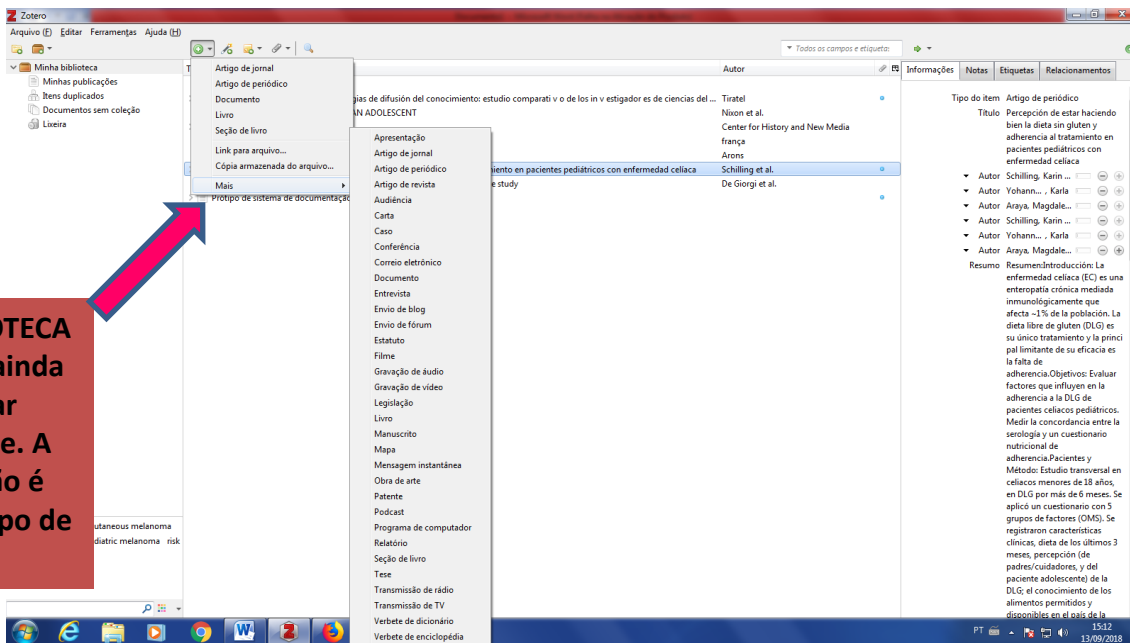 Zotero
Arquivo (F) Editar Ferramentas Ajuda (H)
Todos os campos e etiqueta:
Minha biblioteca
Minhas publicações
Itens duplicados
Documentos sem coleção
Lixeira
Artigo de jornal
Artigo de periódico
Documento
Livro
Seção de livro
Link para arquivo...
Cópia armazenada do arquivo...
Mais
Apresentação
Artigo de jornal
Artigo de periódico
Artigo de revista
Audiência
Carta
Caso
Conferência
Correio eletrônico
Documento
Entrevista
Envio de blog
Envio de fórum
Estatuto
Filme
Gravação de áudio
Gravação de vídeo
Legislação
Livro
Manuscrito
Mapa
Mensagem instantânea
Obra de arte
Patente
Podcast
Programa de computador
Relatório
Seção de livro
Tese
Transmissão de rádio
Transmissão de TV
Verbete de dicionário
Verbete de enciclopédia
Autor
gias de difusión del conocimiento: estudio comparati v o de los in v estigador es de ciencias del ... Tiratel
AN ADOLESCENT Nixon et al.
Center for History and New Media
frança
Arons
iento en pacientes pediátricos con enfermedad celíaca Schilling et al.
e study De Giorgi et al.
Protipo de sistema de documentação
OTECA
ainda
ar
e. A
ão é
po de
utaneous melanoma
diatric melanoma risk
Informações Notas Etiquetas Relacionamentos
Tipo do item Artigo de periódico
Título Percepción de estar haciendo
bien la dieta sin gluten y
adherencia al tratamiento en
pacientes pediátricos con
enfermedad celíaca
Autor Schilling, Karin ...
Autor Yohann... , Karla
Autor Araya, Magdale...
Autor Schilling, Karin ...
Autor Yohann... , Karla
Autor Araya, Magdale...
Resumo Resumen:Introducción: La
enfermedad celíaca (EC) es una
enteropatía crónica mediada
inmunológicamente que
afecta ~1% de la población. La
dieta libre de gluten (DLG) es
su único tratamiento y la princi
pal limitante de su eficacia es
la falta de
adherencia.Objetivos: Evaluar
factores que influyen en la
adherencia a la DLG de
pacientes celiacos pediátricos.
Medir la concordancia entre la
serología y un cuestionario
nutricional de
adherencia.Pacientes y
Método: Estudio transversal en
celiacos menores de 18 años,
en DLG por más de 6 meses. Se
aplicó un cuestionario con 5
grupos de factores (OMS). Se
registraron características
clínicas, dieta de los últimos 3
meses, percepción (de
padres/cuidadores, y del
paciente adolescente) de la
DLG; el conocimiento de los
alimentos permitidos y
disponibles en el país de la
PT
15:12
13/09/2018